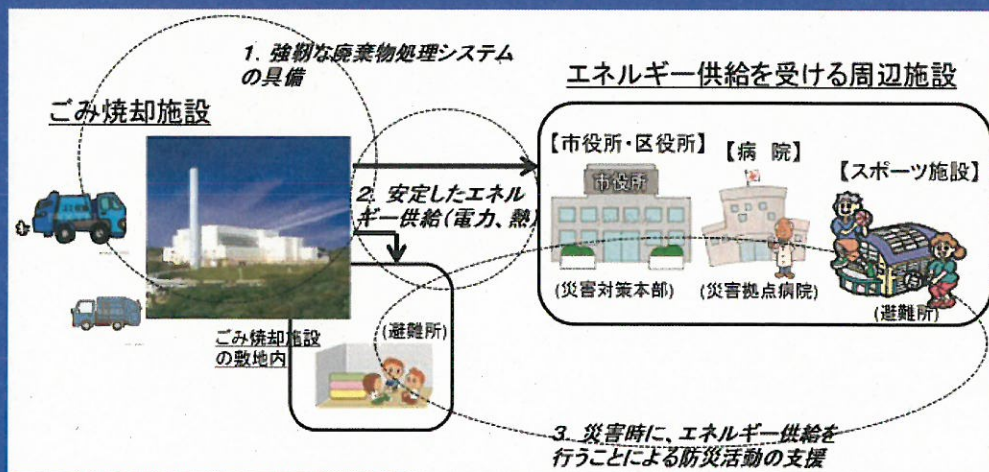 1. 強靭な廃棄物処理システム
の具備
エネルギー供給を受ける周辺施設
ごみ焼却施設
【市役所・区役所】
【病 院】
【スポーツ施設】
市役所
2. 安定したエネル
ギー供給(電力、熱)
(災害対策本部)
(災害拠点病院)
(避難所)
ごみ焼却施設
の敷地内
(避難所)
3. 災害時に、エネルギー供給を
行うことによる防災活動の支援